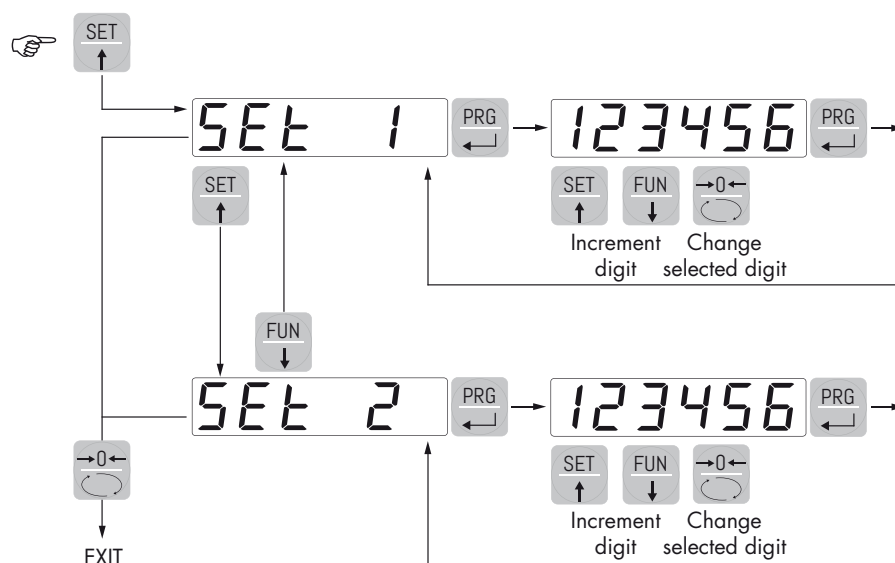 SET
SEt 1
PRG
123456
PRG
SET
SET
FUN
→0←
Increment
digit
Change
selected digit
FUN
SEt 2
PRG
123456
PRG
→0←
SET
FUN
→0←
Increment
digit
Change
selected digit
EXIT